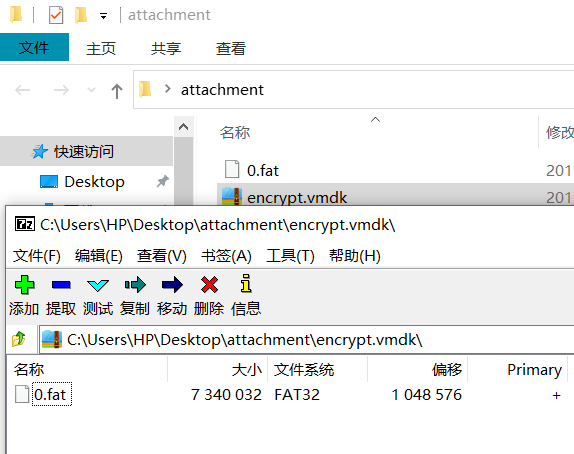 attachment
文件 主页 共享 查看
attachment
快速访问
Desktop
名称 修改
0.fat 201
encrypt.vmdk 201
C:\Users\HP\Desktop\attachment\encrypt.vmdk\
文件(F) 编辑(E) 查看(V) 书签(A) 工具(T) 帮助(H)
添加 提取 测试 复制 移动 删除 信息
C:\Users\HP\Desktop\attachment\encrypt.vmdk\
名称 大小 文件系统 偏移 Primary
0.fat 7 340 032 FAT32 1 048 576 +